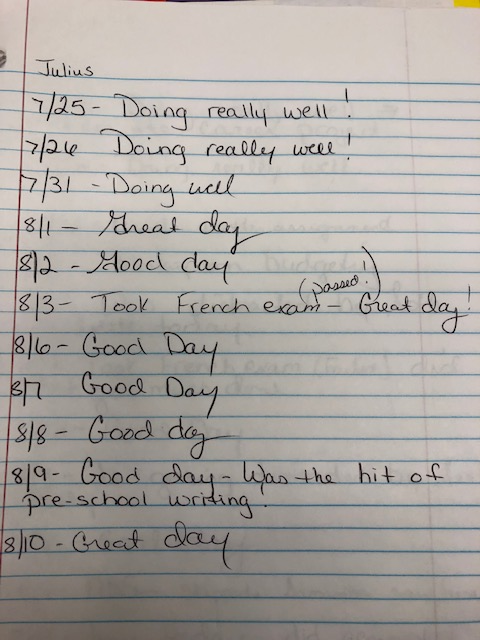 Julius
7/25 - Doing really well!
7/26 Doing really well!
7/31 - Doing well
8/1 - Great day
8/2 - Good day
(passed!)
8/3 - Took French exam - Great day!
8/6 - Good Day
8/7 Good Day
8/8 - Good day
8/9 - Good day - Was the hit of
pre-school writing!
8/10 - Great day